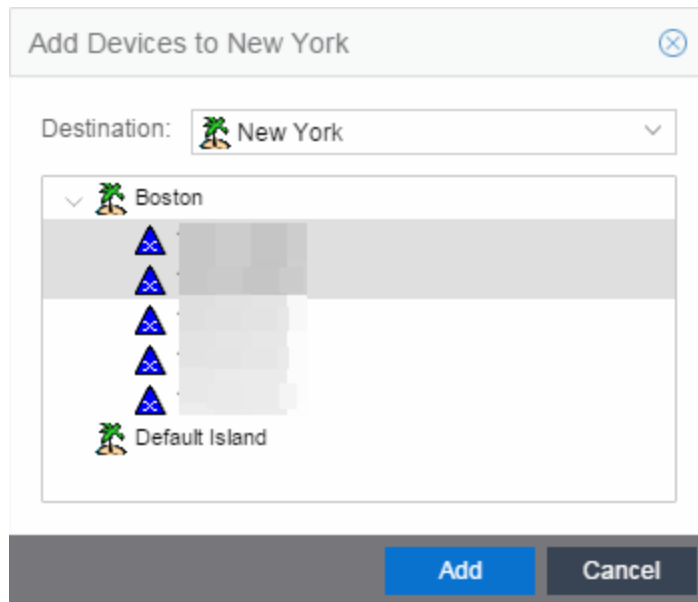 Add Devices to New York
Destination: New York
Boston
Default Island
Add Cancel